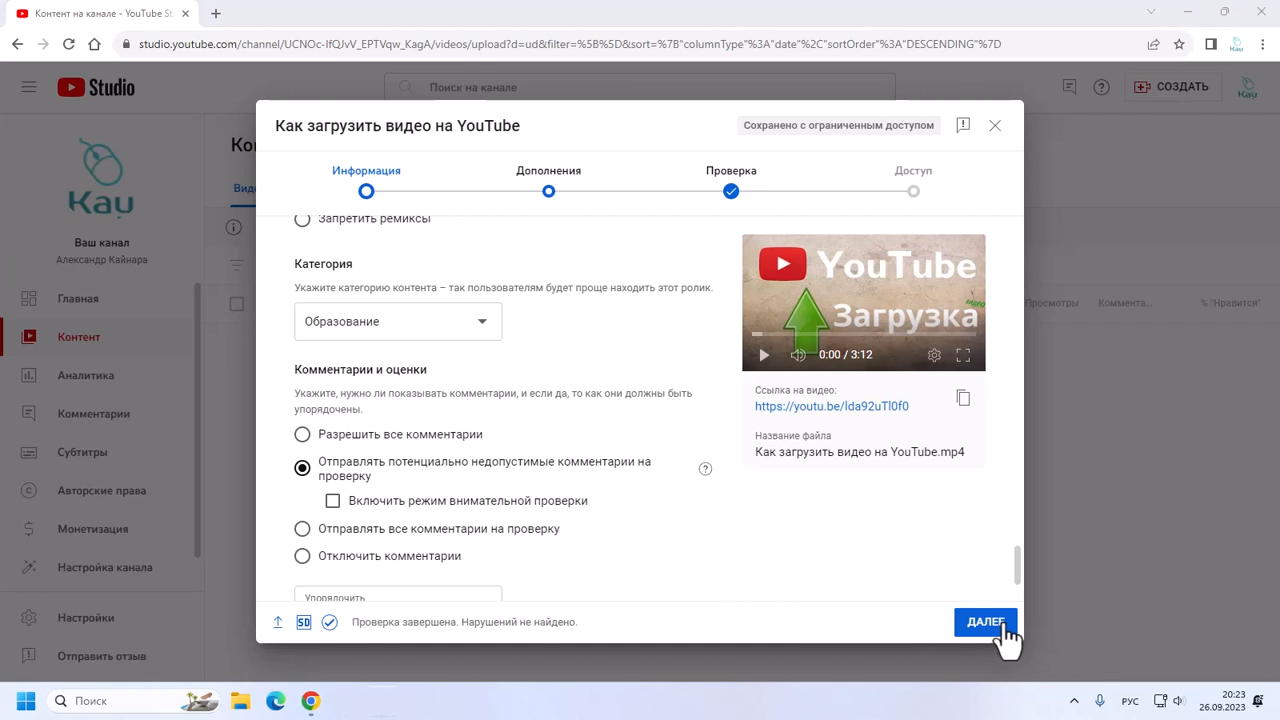 Контент на канале - YouTube St
studio.youtube.com/channel/UCNOc-IfQJvV_EPTVqw_KagA/videos/upload?d=ud&filter=%5B%5D&sort=%7B"columnType"%3A"date"%2C"sortOrder"%3A"DESCENDING"%7D
Studio
Поиск на канале
СОЗДАТЬ
Kay
Kay
Ваш канал
Александр Кайнара
Главная
Контент
Аналитика
Комментарии
Субтитры
Авторские права
Монетизация
Настройка канала
Настройки
Отправить отзыв
Ко
Виде
Просмотры
Коммента...
% "Нравится"
Как загрузить видео на YouTube
Сохранено с ограниченным доступом
Информация
Дополнения
Проверка
Доступ
Запретить ремиксы
Категория
Укажите категорию контента – так пользователям будет проще находить этот ролик.
Образование
Комментарии и оценки
Укажите, нужно ли показывать комментарии, и если да, то как они должны быть
упорядочены.
Разрешить все комментарии
Отправлять потенциально недопустимые комментарии на
проверку
Включить режим внимательной проверки
Отправлять все комментарии на проверку
Отключить комментарии
Упорядочить
YouTube
видео
Загрузка
0:00 / 3:12
Ссылка на видео:
https://youtu.be/lda92uTl0f0
Название файла
Как загрузить видео на YouTube.mp4
SD
Проверка завершена. Нарушений не найдено.
ДАЛЕЕ
Поиск
РУС
20:23
26.09.2023